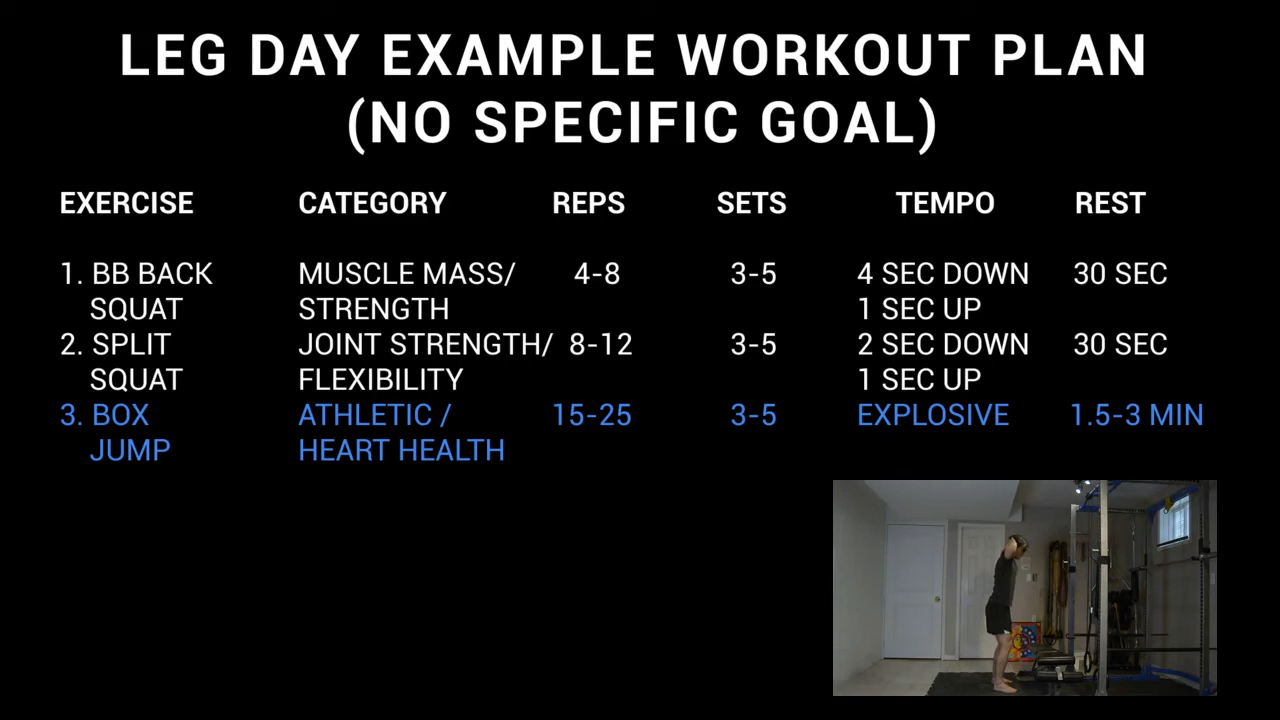 LEG DAY EXAMPLE WORKOUT PLAN
(NO SPECIFIC GOAL)
EXERCISE CATEGORY REPS SETS TEMPO REST
1. BB BACK MUSCLE MASS/ 4-8 3-5 4 SEC DOWN 30 SEC
SQUAT STRENGTH 1 SEC UP
2. SPLIT JOINT STRENGTH/ 8-12 3-5 2 SEC DOWN 30 SEC
SQUAT FLEXIBILITY 1 SEC UP
3. BOX ATHLETIC / 15-25 3-5 EXPLOSIVE 1.5-3 MIN
JUMP HEART HEALTH